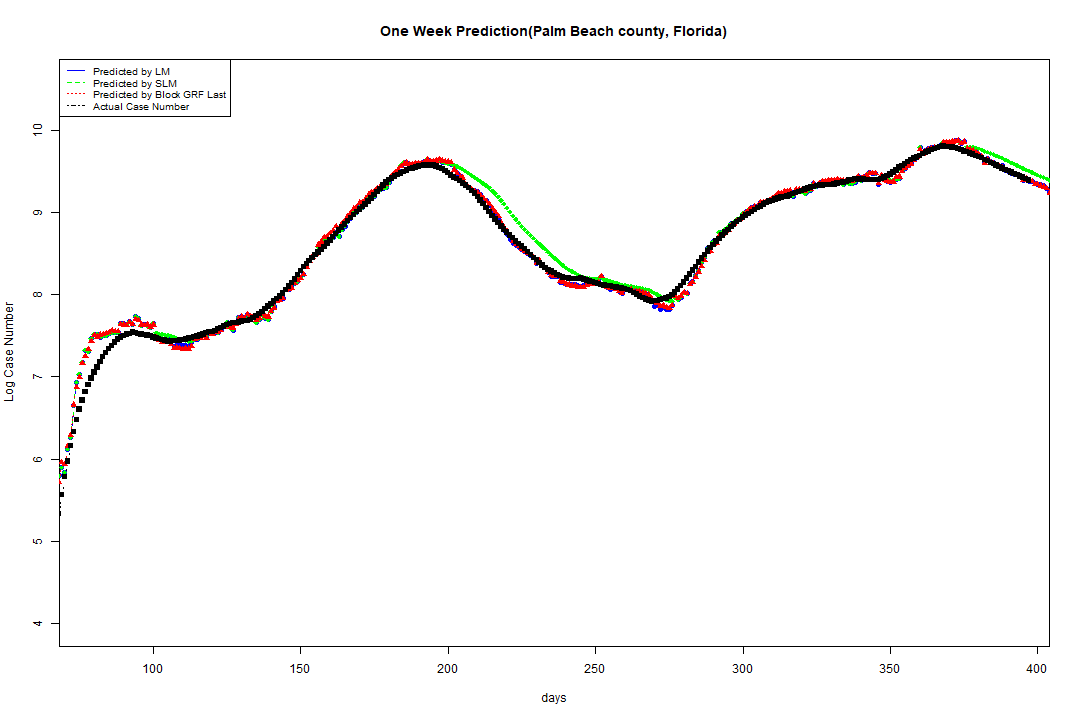 One Week Prediction(Palm Beach county, Florida)
Predicted by LM
Predicted by SLM
Predicted by Block GRF Last
Actual Case Number
10
9
8
7
6
5
4
Log Case Number
100 150 200 250 300 350 400
days